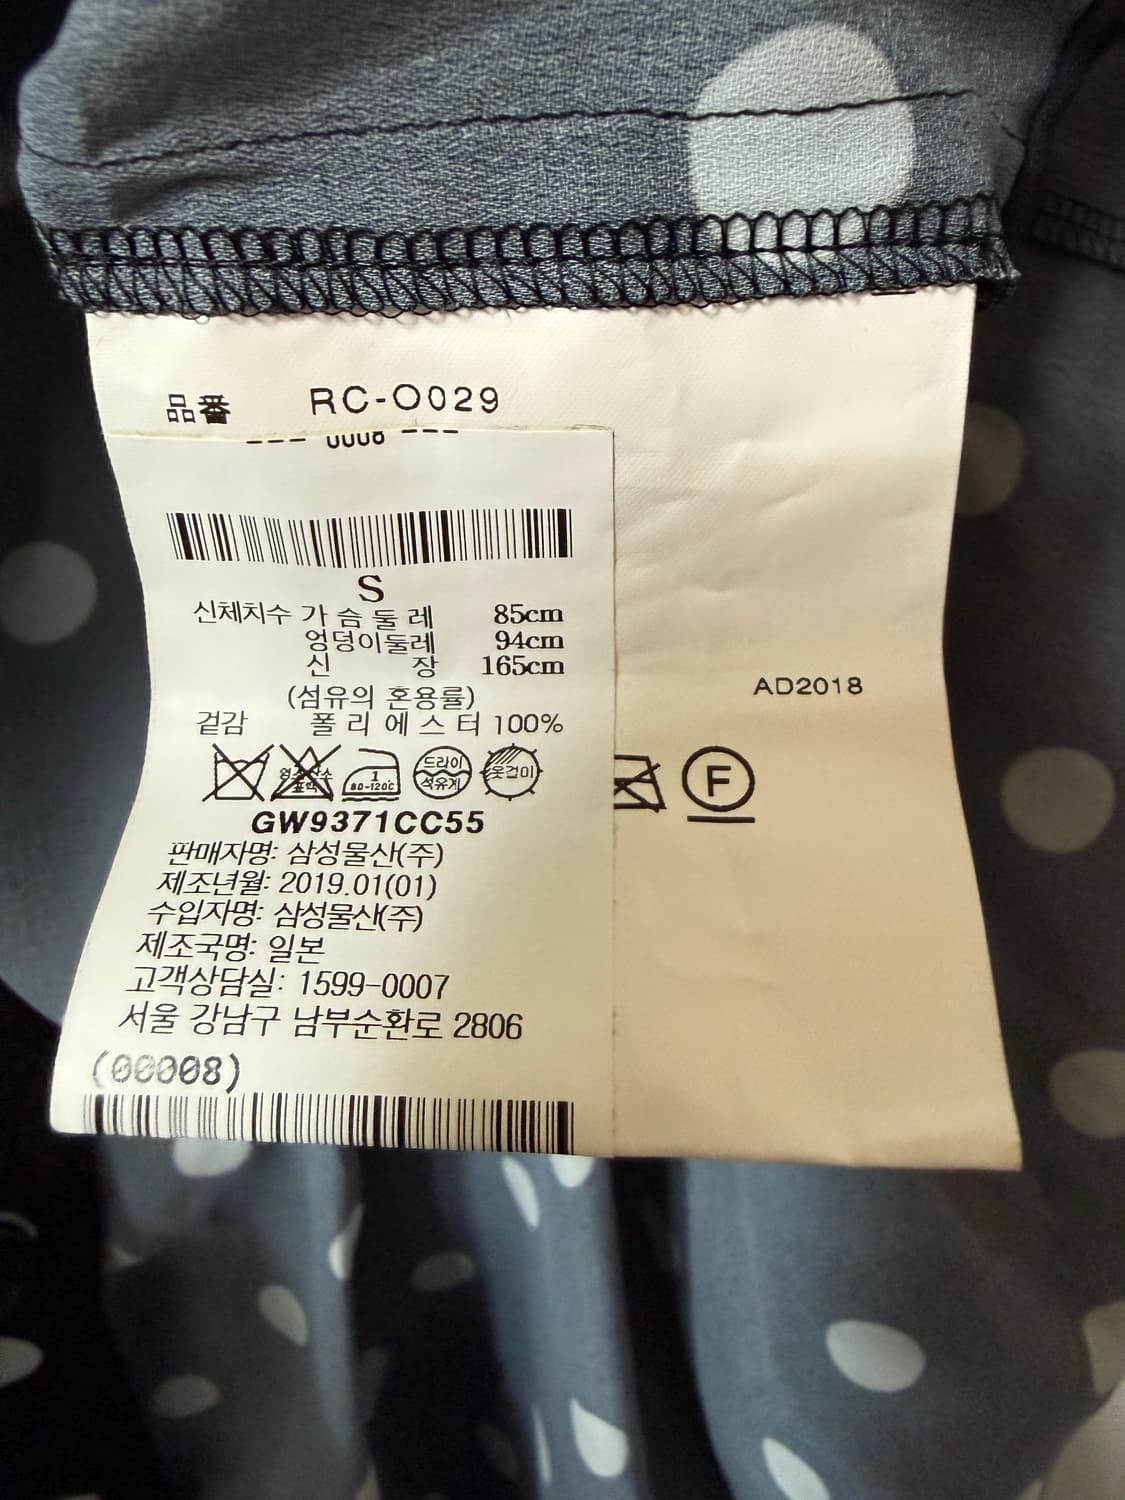 品番 RC-O029
--- 0008 ---
S
신체치수 가슴둘레 85cm
엉덩이둘레 94cm
신 장 165cm
(섬유의 혼용률)
겉감 폴리에스터 100%
1
80~120℃
드라이
석유계
옷걸이
GW9371CC55
판매자명: 삼성물산(주)
제조년월: 2019.01(01)
수입자명: 삼성물산(주)
제조국명: 일본
고객상담실: 1599-0007
서울 강남구 남부순환로 2806
(00008)
AD2018
F